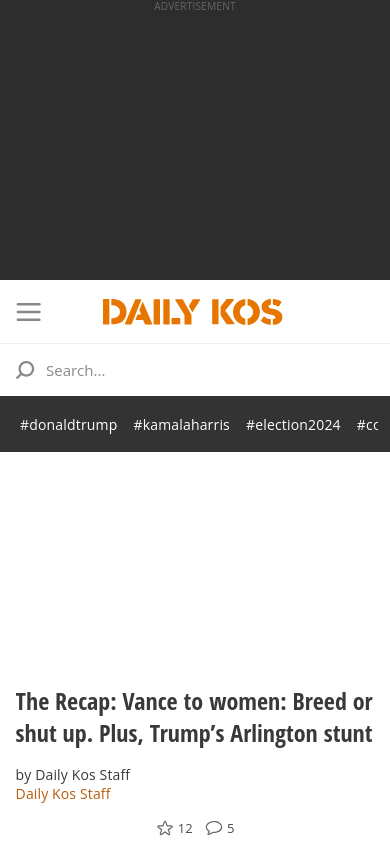 ADVERTISEMENT
DAILY KOS
Search...
#donaldtrump #kamalaharris #election2024
The Recap: Vance to women: Breed or
shut up. Plus, Trump’s Arlington stunt
by Daily Kos Staff
Daily Kos Staff
12 5